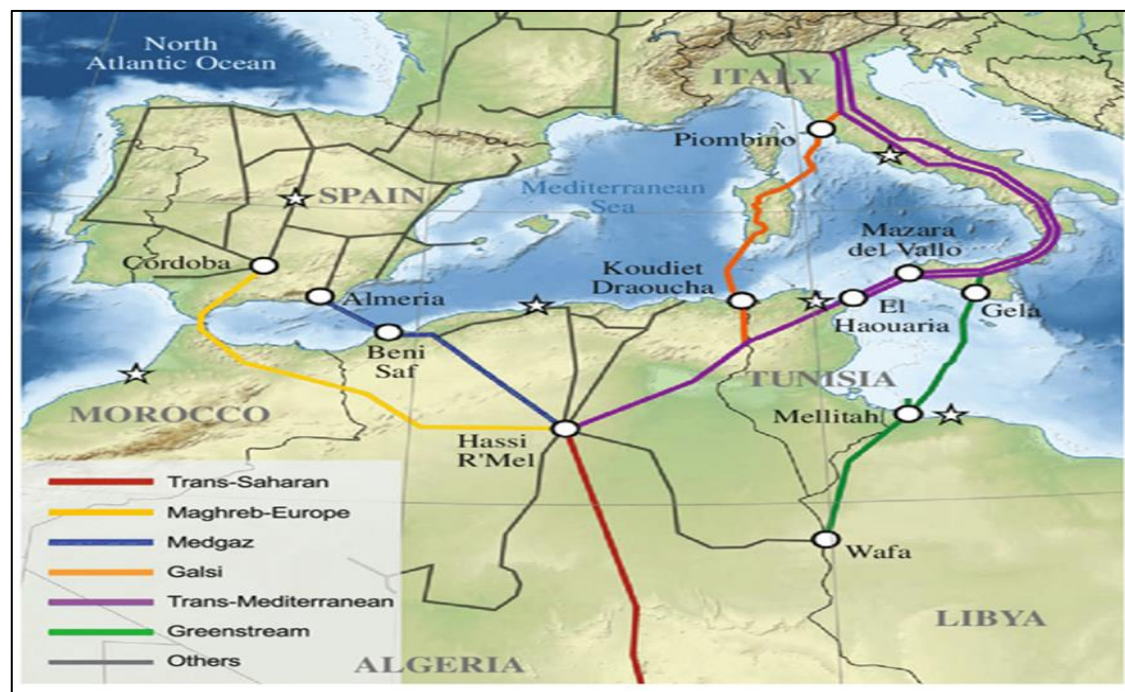 North
Atlantic Ocean
ITALY
Piombino
Mediterranean
Sea
SPAIN
Mazara
del Vallo
Cordoba
Koudiet
Draoucha
Almeria
El
Haouaria
Gela
Beni
Saf
TUNISIA
MOROCCO
Mellitah
Hassi
R'Mel
Wafa
LIBYA
ALGERIA
Trans-Saharan
Maghreb-Europe
Medgaz
Galsi
Trans-Mediterranean
Greenstream
Others